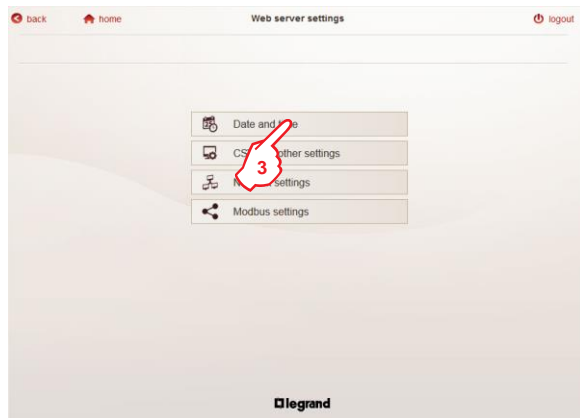 back home Web server settings logout
Date and
CS other settings
3
settings
Modbus settings
legrand